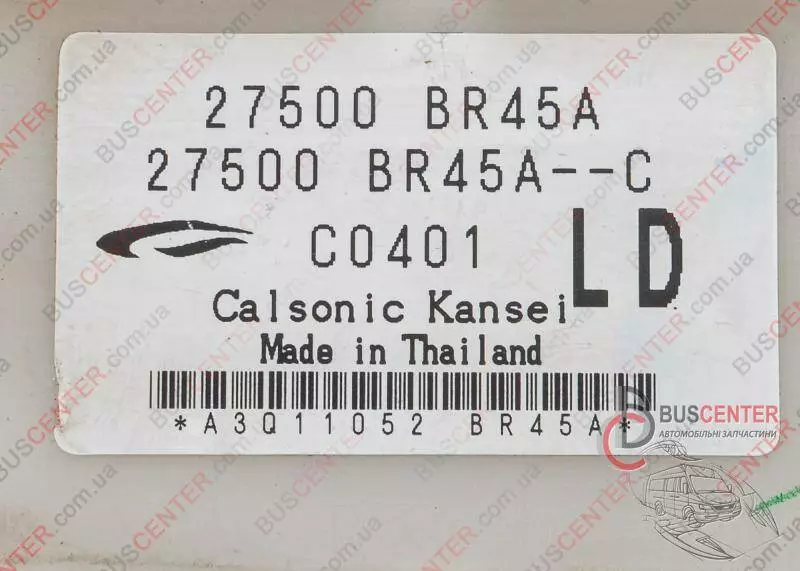 27500 BR45A
27500 BR45A--C
C0401
LD
Calsonic Kansei
Made in Thailand
*A3Q11052 BR45A*
BUSCENTER
АВТОМОБІЛЬНІ ЗАПЧАСТИНИ
BUSCENTER.com.ua